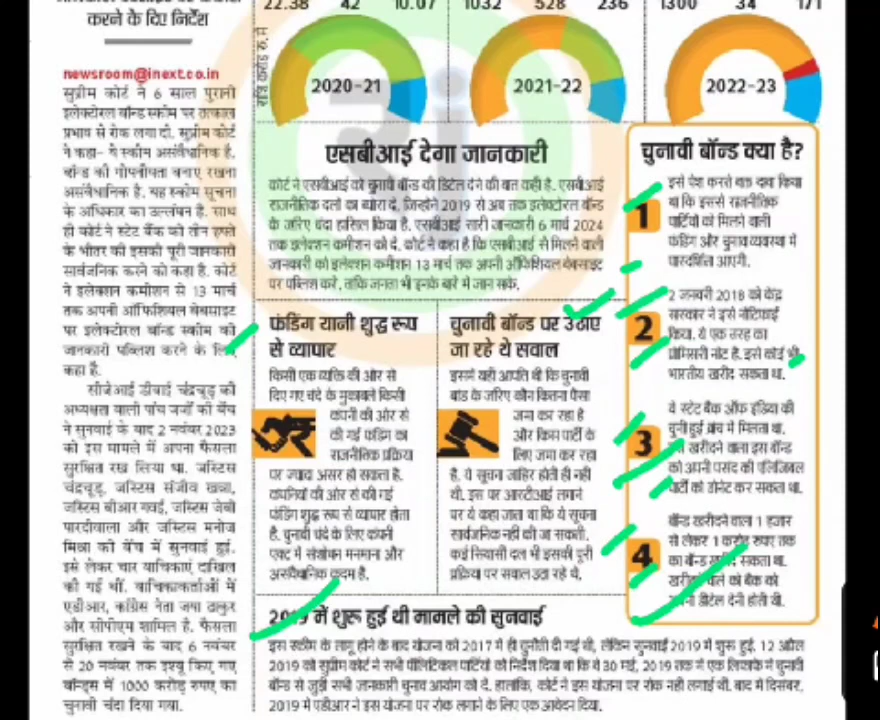 करने के लिए निर्देश
newsroom@inext.co.in
सुप्रीम कोर्ट ने 6 साल पुरानी
इलेक्टोरल बॉन्ड स्कीम पर तत्काल
प्रभाव से रोक लगा दी. सुप्रीम कोर्ट
ने कहा- ये स्कीम असंवैधानिक है.
बॉन्ड की गोपनीयता बनाए रखना
असंवैधानिक है. यह स्कीम सूचना
के अधिकार का उल्लंघन है. साथ
ही कोर्ट ने स्टेट बैंक को तीन हफ्ते
के भीतर की इसकी पूरी जानकारी
सार्वजनिक करने को कहा है. कोर्ट
ने इलेक्शन कमीशन से 13 मार्च
तक अपनी ऑफिशियल वेबसाइट
पर इलेक्टोरल बॉन्ड स्कीम की
जानकारी पब्लिश करने के लिए
कहा है.
सीजेआई डीवाई चंद्रचूड़ की
अध्यक्षता वाली पांच जजों की बेंच
ने सुनवाई के बाद 2 नवंबर 2023
को इस मामले में अपना फैसला
सुरक्षित रख लिया था. जस्टिस
चंद्रचूड़, जस्टिस संजीव खन्ना,
जस्टिस बीआर गवई, जस्टिस जेबी
पारदीवाला और जस्टिस मनोज
मिश्रा की बेंच में सुनवाई हुई.
इसे लेकर चार याचिकाएं दाखिल
की गई थीं. याचिकाकर्ताओं में
एडीआर, कांग्रेस नेता जया ठाकुर
और सीपीएम शामिल है. फैसला
सुरक्षित रखने के बाद 6 नवंबर
से 20 नवंबर तक इश्यू किए गए
बॉन्ड्स में 1000 करोड़ रुपए का
चुनावी चंदा दिया गया.
22.38 42 10.07
2020-21
1032 528 236
2021-22
1300 34 171
2022-23
एसबीआई देगा जानकारी
कोर्ट ने एसबीआई को चुनावी बॉन्ड की डिटेल देने की बात कही है. एसबीआई
राजनीतिक दलों का ब्योरा दे, जिन्होंने 2019 से अब तक इलेक्टोरल बॉन्ड
के जरिए चंदा हासिल किया है. एसबीआई सारी जानकारी 6 मार्च 2024
तक इलेक्शन कमीशन को दे. कोर्ट ने कहा है कि एसबीआई से मिलने वाली
जानकारी को इलेक्शन कमीशन 13 मार्च तक अपनी ऑफिशियल वेबसाइट
पर पब्लिश करे, ताकि जनता भी इनके बारे में जान सके.
फंडिंग यानी शुद्ध रूप
से व्यापार
किसी एक व्यक्ति की ओर से
दिए गए चंदे के मुकाबले किसी
कंपनी की ओर से
की गई फंडिंग का
राजनीतिक प्रक्रिया
पर ज्यादा असर हो सकता है.
कंपनियों की ओर से की गई
फंडिंग शुद्ध रूप से व्यापार होता
है. चुनावी चंदे के लिए कंपनी
एक्ट में संशोधन मनमाना और
असंवैधानिक कदम है.
चुनावी बॉन्ड पर उठाए
जा रहे थे सवाल
इसमें यही आपत्ति थी कि चुनावी
बांड के जरिए कौन कितना पैसा
जमा कर रहा है
और किस पार्टी के
लिए जमा कर रहा
है, ये सूचना जाहिर होती ही नहीं
थी. इस पर आरटीआई लगाने
पर ये कहा जाता था कि ये सूचना
सार्वजनिक नहीं की जा सकती.
कई सियासी दल भी इसकी पूरी
प्रक्रिया पर सवाल उठा रहे थे.
चुनावी बॉन्ड क्या है?
1
इसे पेश करते वक्त दावा किया
था कि इससे राजनीतिक
पार्टियों को मिलने वाली
फंडिंग और चुनाव व्यवस्था में
पारदर्शिता आएगी.
2
2 जनवरी 2018 को केंद्र
सरकार ने इसे नोटिफाई
किया. ये एक तरह का
प्रोमिसरी नोट है. इसे कोई भी
भारतीय खरीद सकता था.
3
ये स्टेट बैंक ऑफ इंडिया की
चुनी हुई ब्रांच में मिलता था.
खरीदने वाला इस बॉन्ड
को अपनी पसंद की एलिजिबल
पार्टी को डोनेट कर सकता था.
4
बॉन्ड खरीदने वाला 1 हजार
से लेकर 1 करोड़ रुपए तक
का बॉन्ड खरीद सकता था.
खरीदने वाले को बैंक को
अपनी डिटेल देनी होती थी.
2019 में शुरू हुई थी मामले की सुनवाई
इस स्कीम के लागू होने के बाद योजना को 2017 में ही चुनौती दी गई थी, लेकिन सुनवाई 2019 में शुरू हुई. 12 अप्रैल
2019 को सुप्रीम कोर्ट ने सभी पॉलिटिकल पार्टियों को निर्देश दिया था कि वे 30 मई, 2019 तक में एक लिफाफे में चुनावी
बॉन्ड से जुड़ी सभी जानकारी चुनाव आयोग को दें. हालांकि, कोर्ट ने इस योजना पर रोक नहीं लगाई थी. बाद में दिसंबर,
2019 में एडीआर ने इस योजना पर रोक लगाने के लिए एक आवेदन दिया.